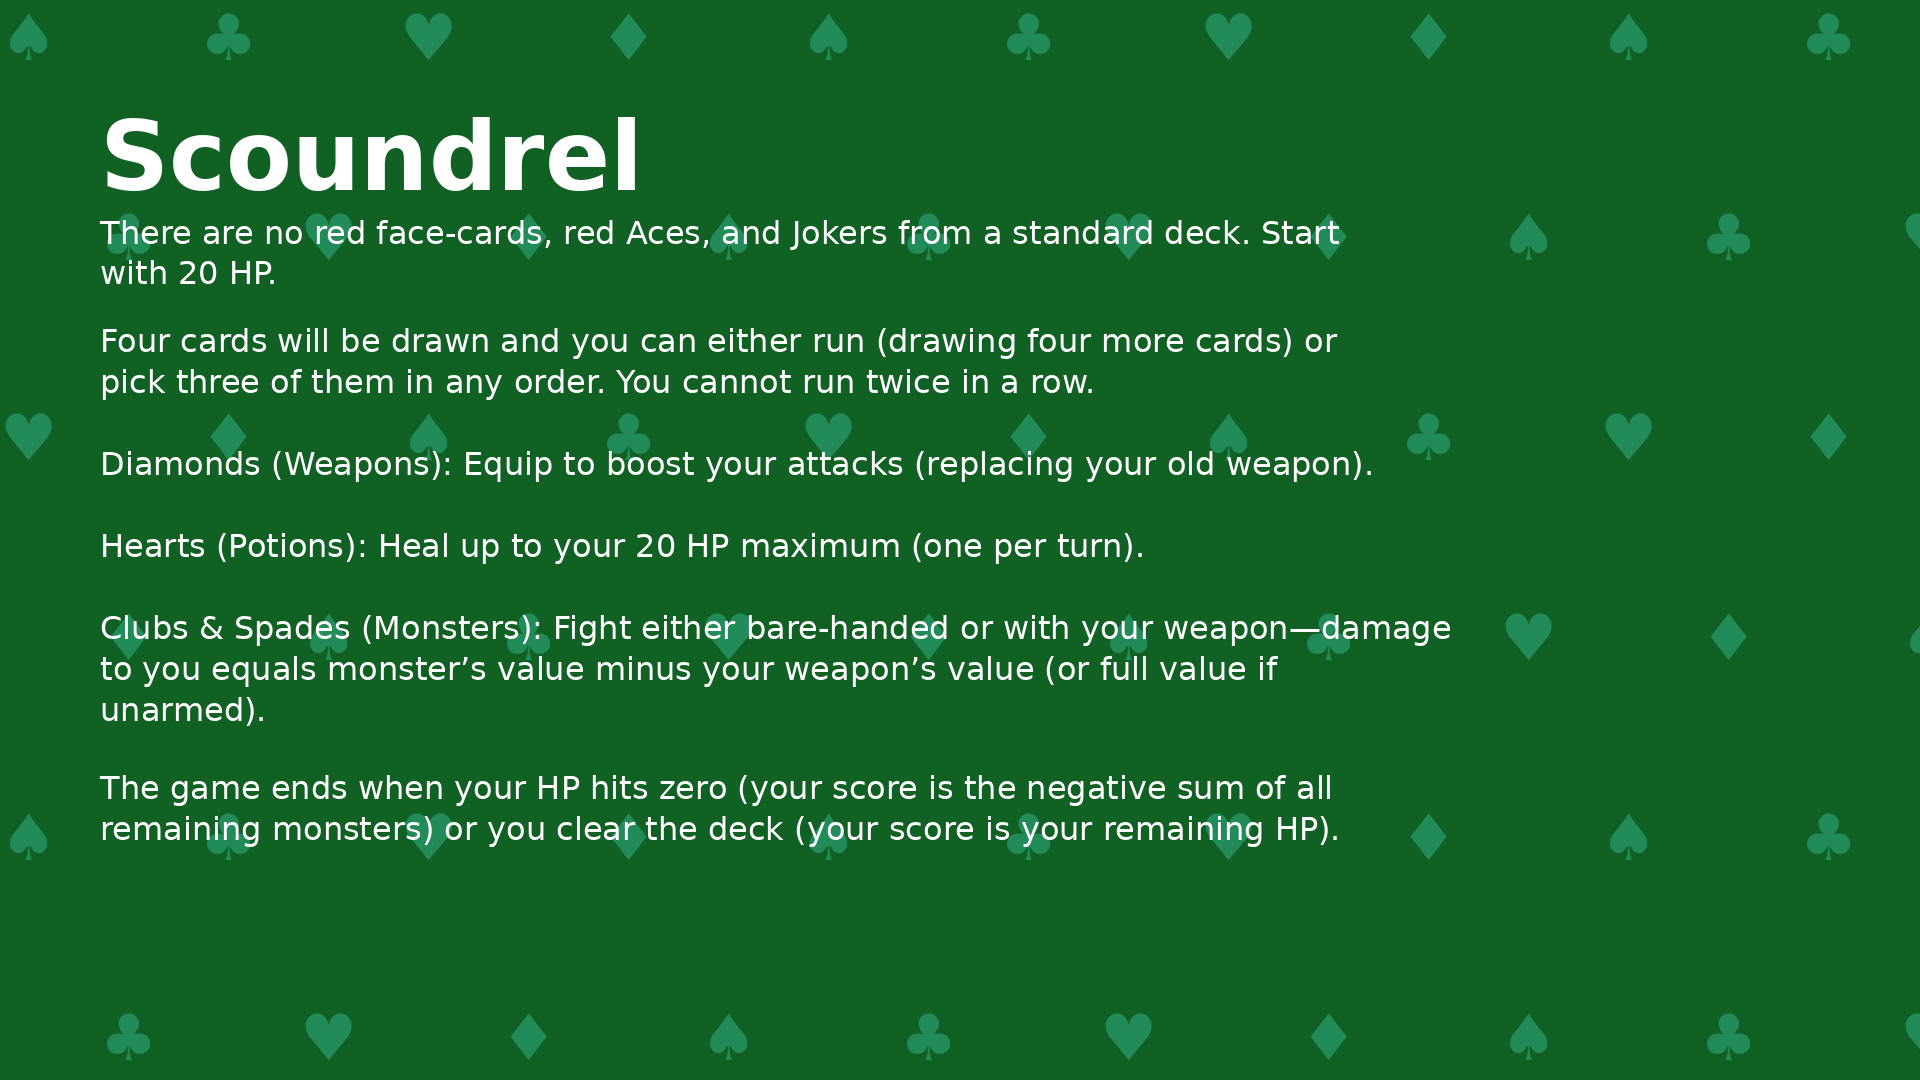 Scoundrel
There are no red face-cards, red Aces, and Jokers from a standard deck. Start
with 20 HP.
Four cards will be drawn and you can either run (drawing four more cards) or
pick three of them in any order. You cannot run twice in a row.
Diamonds (Weapons): Equip to boost your attacks (replacing your old weapon).
Hearts (Potions): Heal up to your 20 HP maximum (one per turn).
Clubs & Spades (Monsters): Fight either bare-handed or with your weapon—damage
to you equals monster’s value minus your weapon’s value (or full value if
unarmed).
The game ends when your HP hits zero (your score is the negative sum of all
remaining monsters) or you clear the deck (your score is your remaining HP).